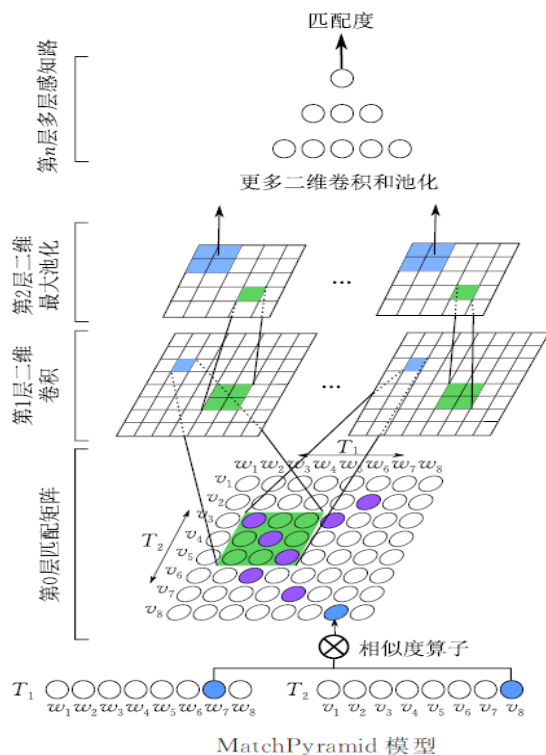 匹配度
第n层多层感知路
更多二维卷积和池化
第2层二维
最大池化
...
第1层二维
卷积
...
T1
w1 w2 w3 w4 w5 w6 w7 w8
第0层匹配矩阵
T2
v1
v2
v3
v4
v5
v6
v7
v8
相似度算子
T1
w1 w2 w3 w4 w5 w6 w7 w8
T2
v1 v2 v3 v4 v5 v6 v7 v8
MatchPyramid 模型